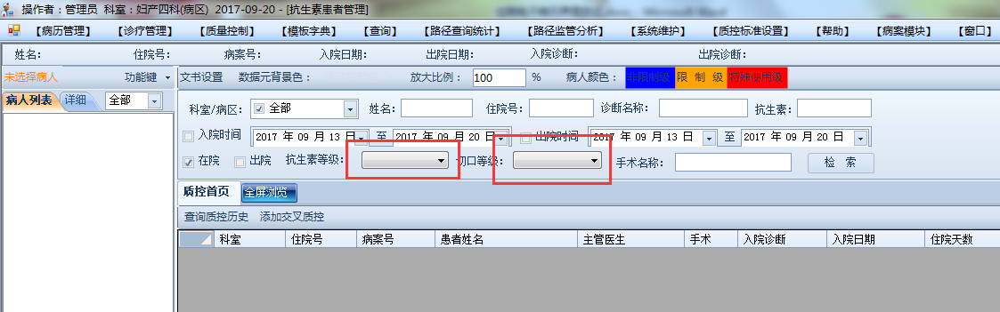 操作者：管理员 科室：妇产四科(病区) 2017-09-20 - [抗生素患者管理]
【病历管理】 【诊疗管理】 【质量控制】 【模板字典】 【查询】 【路径查询统计】 【路径监管分析】 【系统维护】 【质控标准设置】 【帮助】 【病案模块】 【窗口】
姓名: 住院号: 病案号: 入院日期: 出院日期: 入院诊断: 出院诊断:
未选择病人 功能键 文书设置 数据元背景色： 放大比例： 100 % 病人颜色： 非限制级 限 制 级 特殊使用级
病人列表 详细 全部
科室/病区: 全部 姓名: 住院号: 诊断名称: 抗生素:
入院时间 2017 年 09 月 13 日 至 2017 年 09 月 20 日 出院时间 2017 年 09 月 13 日 至 2017 年 09 月 20 日
在院 出院 抗生素等级: 切口等级: 手术名称: 检 索
质控首页 全屏浏览
查询质控历史 添加交叉质控
科室 住院号 病案号 患者姓名 主管医生 手术 入院诊断 入院日期 住院天数